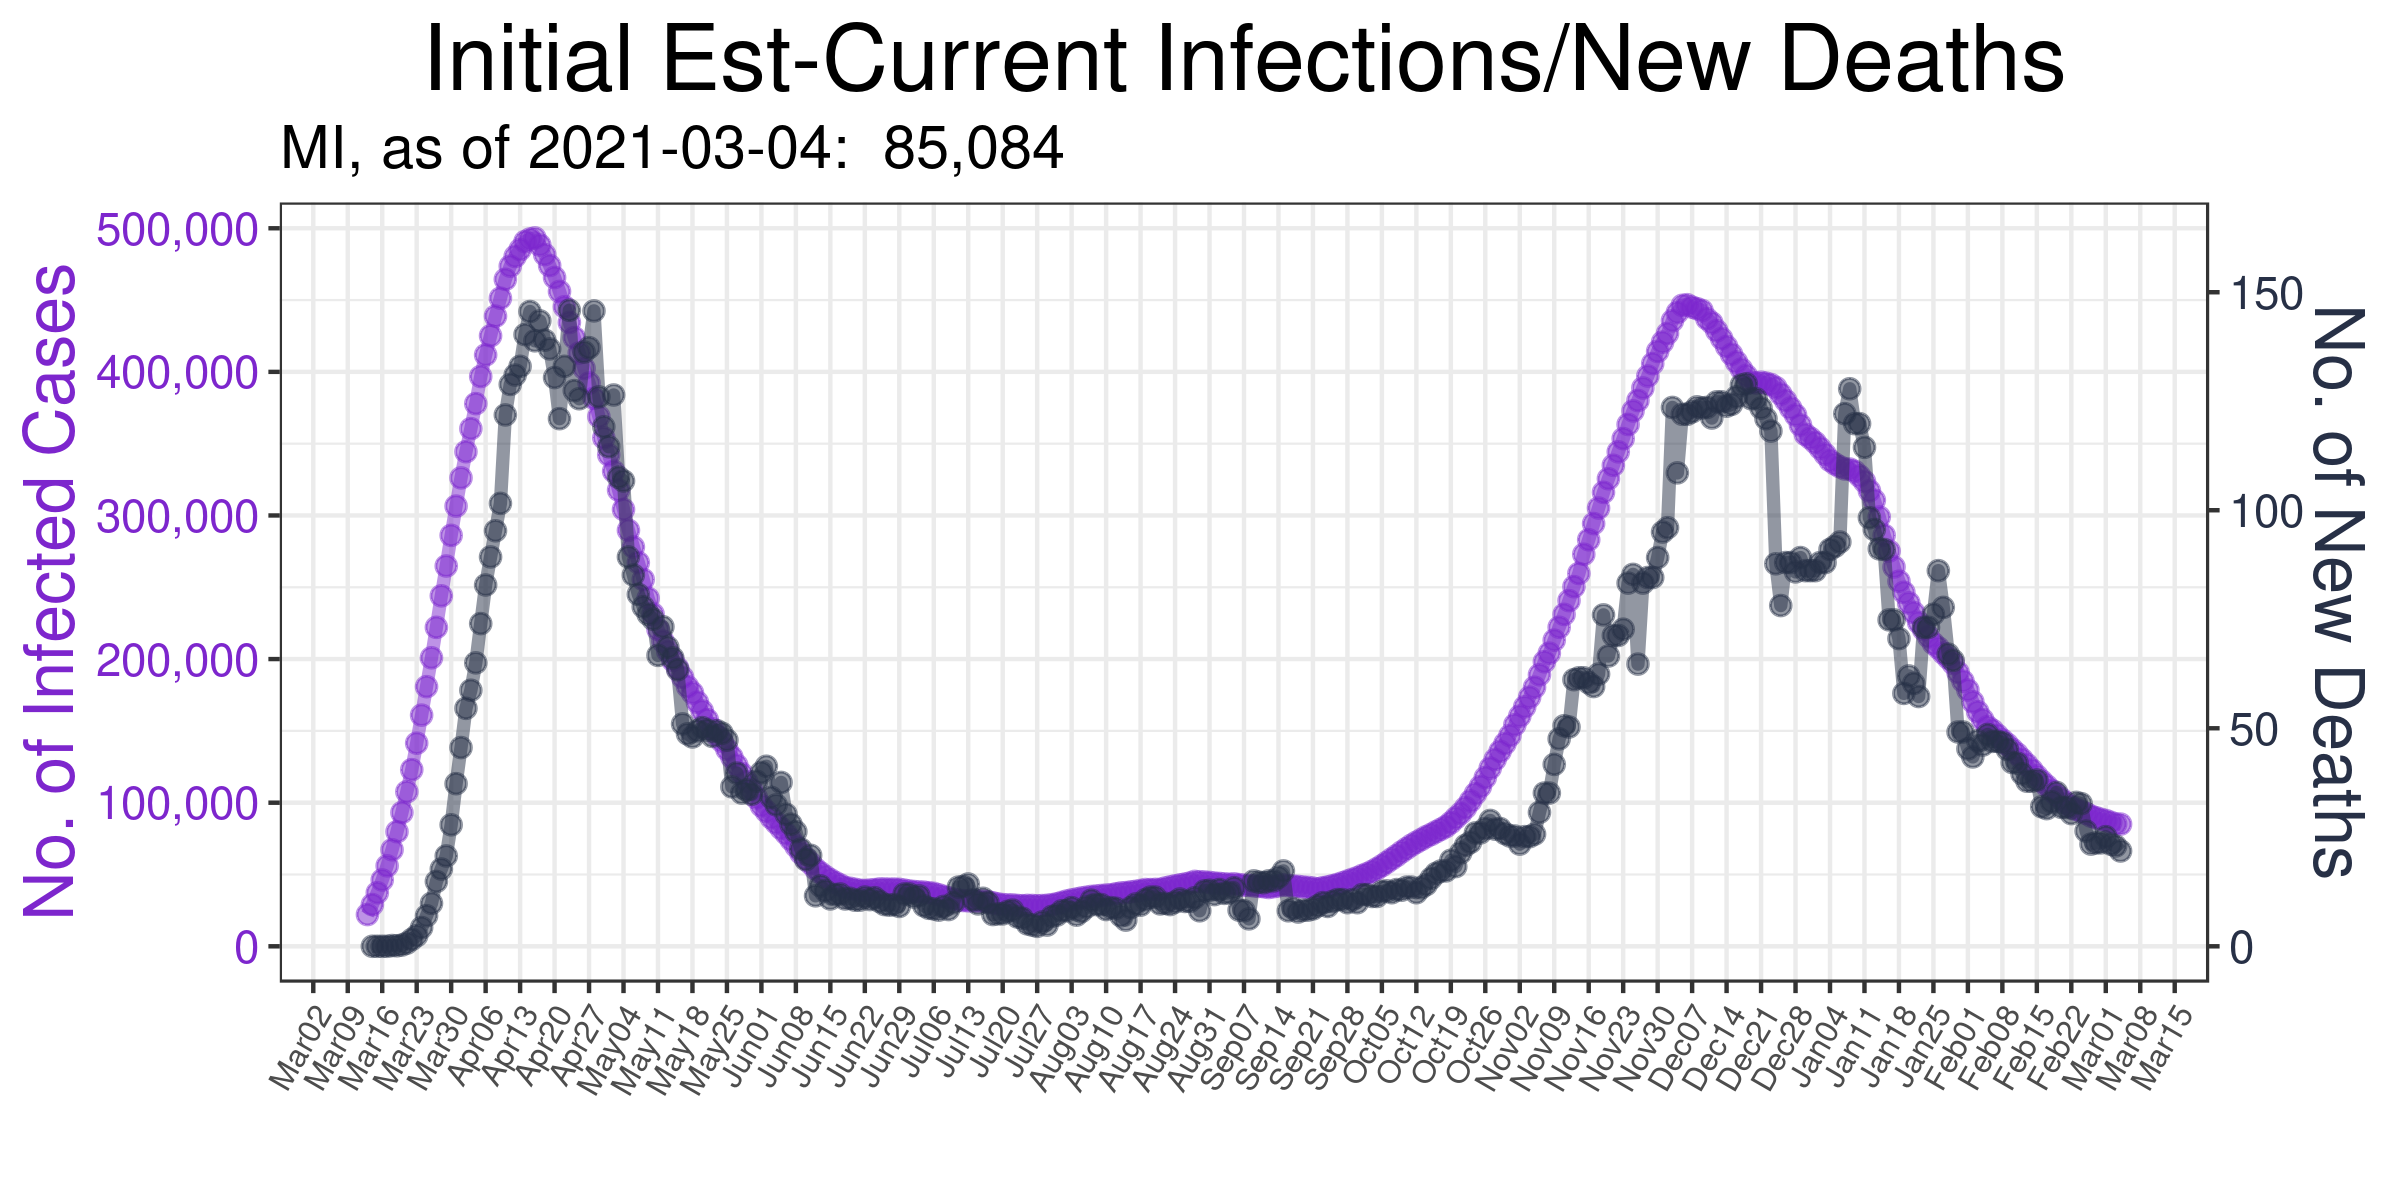 Initial Est-Current Infections/New Deaths
MI, as of 2021-03-04:  85,084
No. of Infected Cases
500,000
400,000
300,000
200,000
100,000
0
No. of New Deaths
150
100
50
0
Mar02
Mar09
Mar16
Mar23
Mar30
Apr06
Apr13
Apr20
Apr27
May04
May11
May18
May25
Jun01
Jun08
Jun15
Jun22
Jun29
Jul06
Jul13
Jul20
Jul27
Aug03
Aug10
Aug17
Aug24
Aug31
Sep07
Sep14
Sep21
Sep28
Oct05
Oct12
Oct19
Oct26
Nov02
Nov09
Nov16
Nov23
Nov30
Dec07
Dec14
Dec21
Dec28
Jan04
Jan11
Jan18
Jan25
Feb01
Feb08
Feb15
Feb22
Mar01
Mar08
Mar15